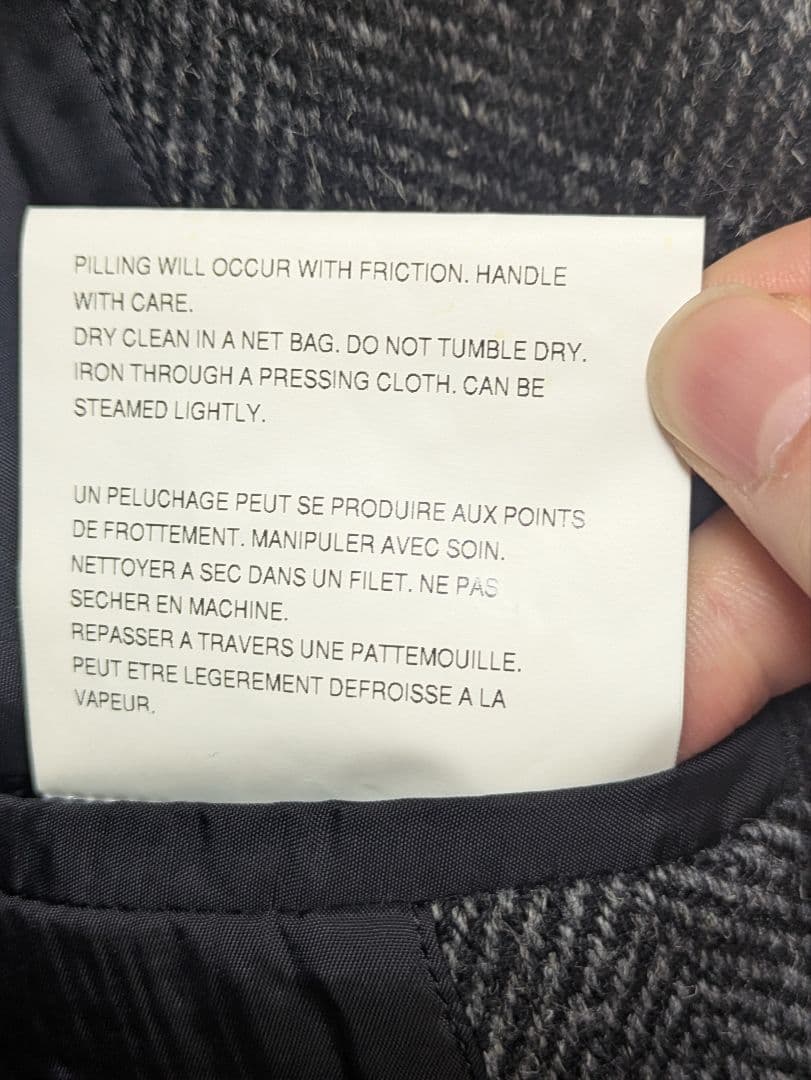 PILLING WILL OCCUR WITH FRICTION. HANDLE
WITH CARE.
DRY CLEAN IN A NET BAG. DO NOT TUMBLE DRY.
IRON THROUGH A PRESSING CLOTH. CAN BE
STEAMED LIGHTLY.
UN PELUCHAGE PEUT SE PRODUIRE AUX POINTS
DE FROTTEMENT. MANIPULER AVEC SOIN.
NETTOYER A SEC DANS UN FILET. NE PAS
SECHER EN MACHINE.
REPASSER A TRAVERS UNE PATTEMOUILLE.
PEUT ETRE LEGEREMENT DEFROISSE A LA
VAPEUR.